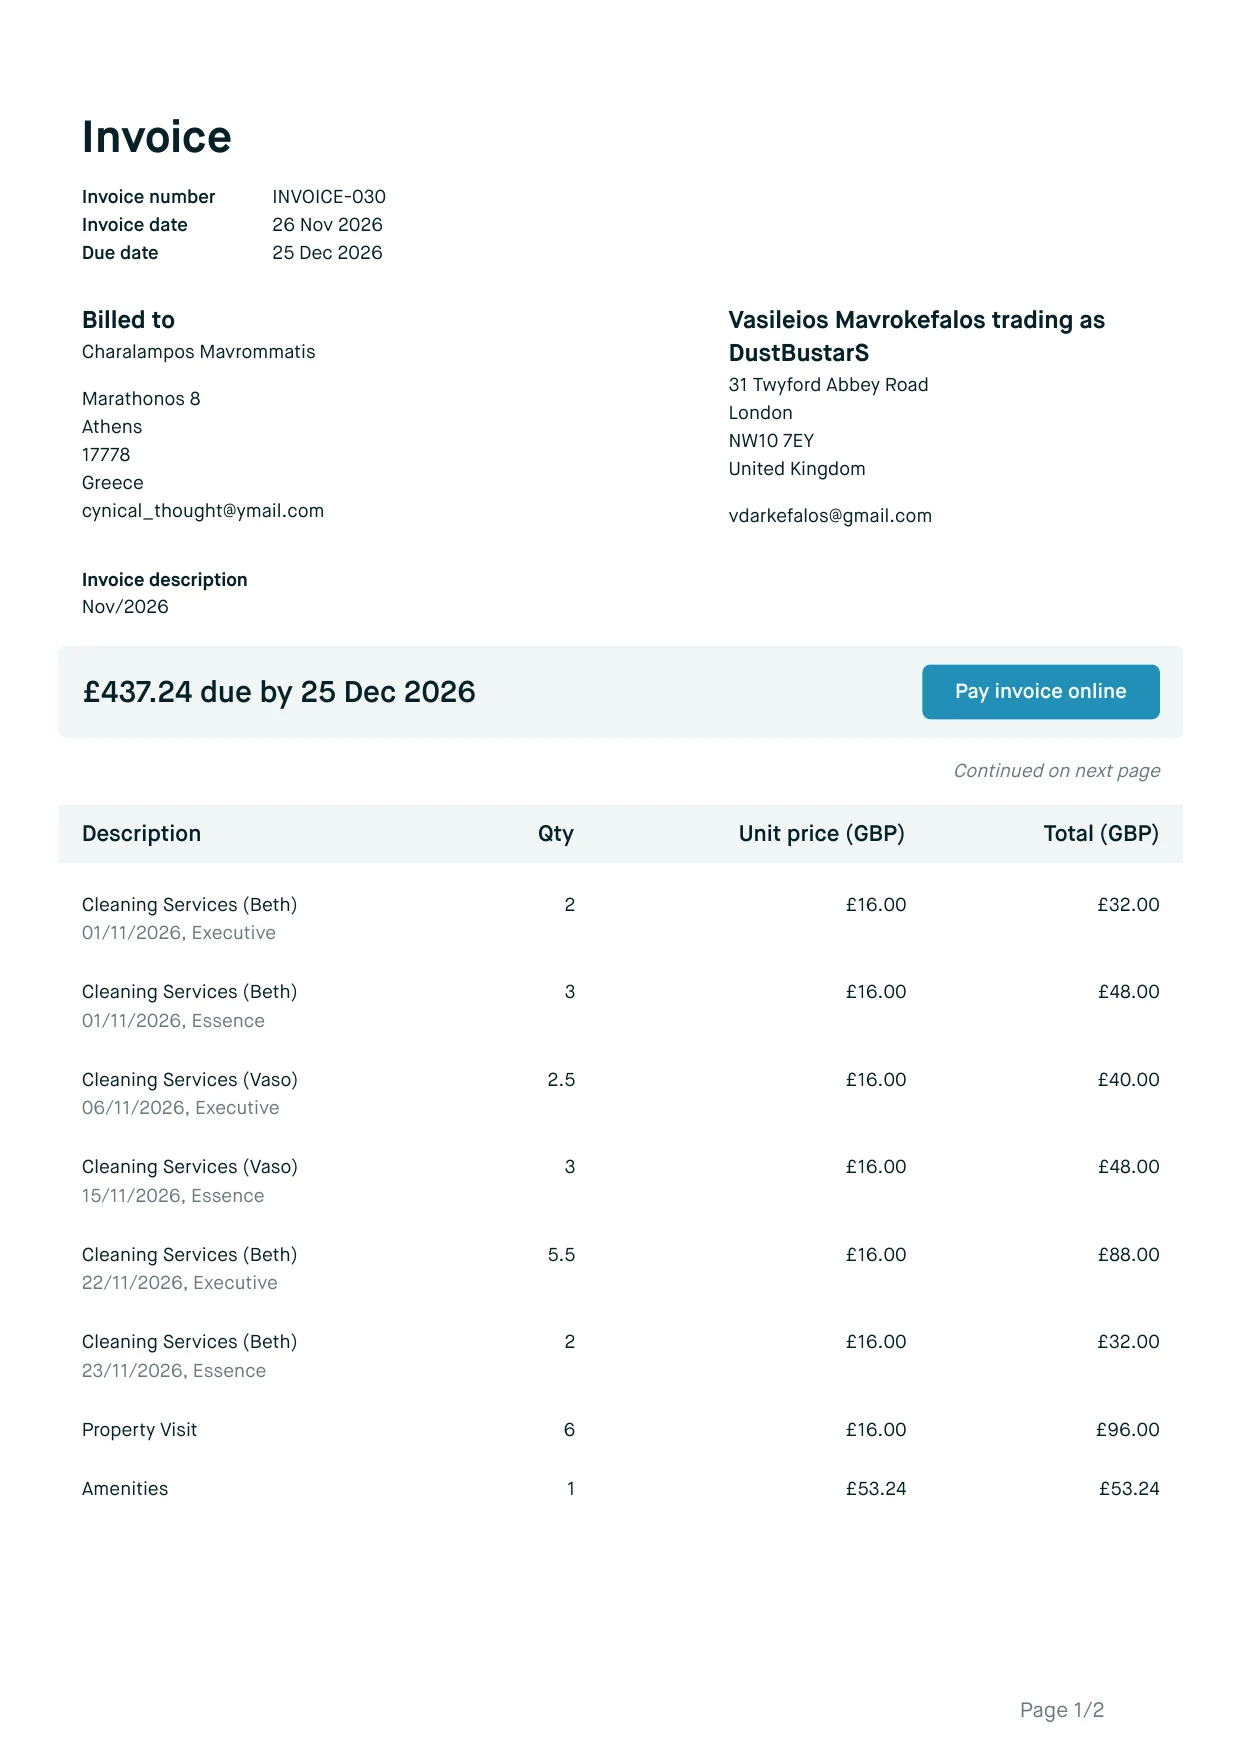 Invoice
Invoice number INVOICE-030
Invoice date 26 Nov 2026
Due date 25 Dec 2026
Billed to
Charalampos Mavrommatis
Marathonos 8
Athens
17778
Greece
cynical_thought@ymail.com
Vasileios Mavrokefalos trading as
DustBustarS
31 Twyford Abbey Road
London
NW10 7EY
United Kingdom
vdarkefalos@gmail.com
Invoice description
Nov/2026
£437.24 due by 25 Dec 2026 Pay invoice online
Continued on next page
Description Qty Unit price (GBP) Total (GBP)
Cleaning Services (Beth) 2 £16.00 £32.00
01/11/2026, Executive
Cleaning Services (Beth) 3 £16.00 £48.00
01/11/2026, Essence
Cleaning Services (Vaso) 2.5 £16.00 £40.00
06/11/2026, Executive
Cleaning Services (Vaso) 3 £16.00 £48.00
15/11/2026, Essence
Cleaning Services (Beth) 5.5 £16.00 £88.00
22/11/2026, Executive
Cleaning Services (Beth) 2 £16.00 £32.00
23/11/2026, Essence
Property Visit 6 £16.00 £96.00
Amenities 1 £53.24 £53.24
Page 1/2